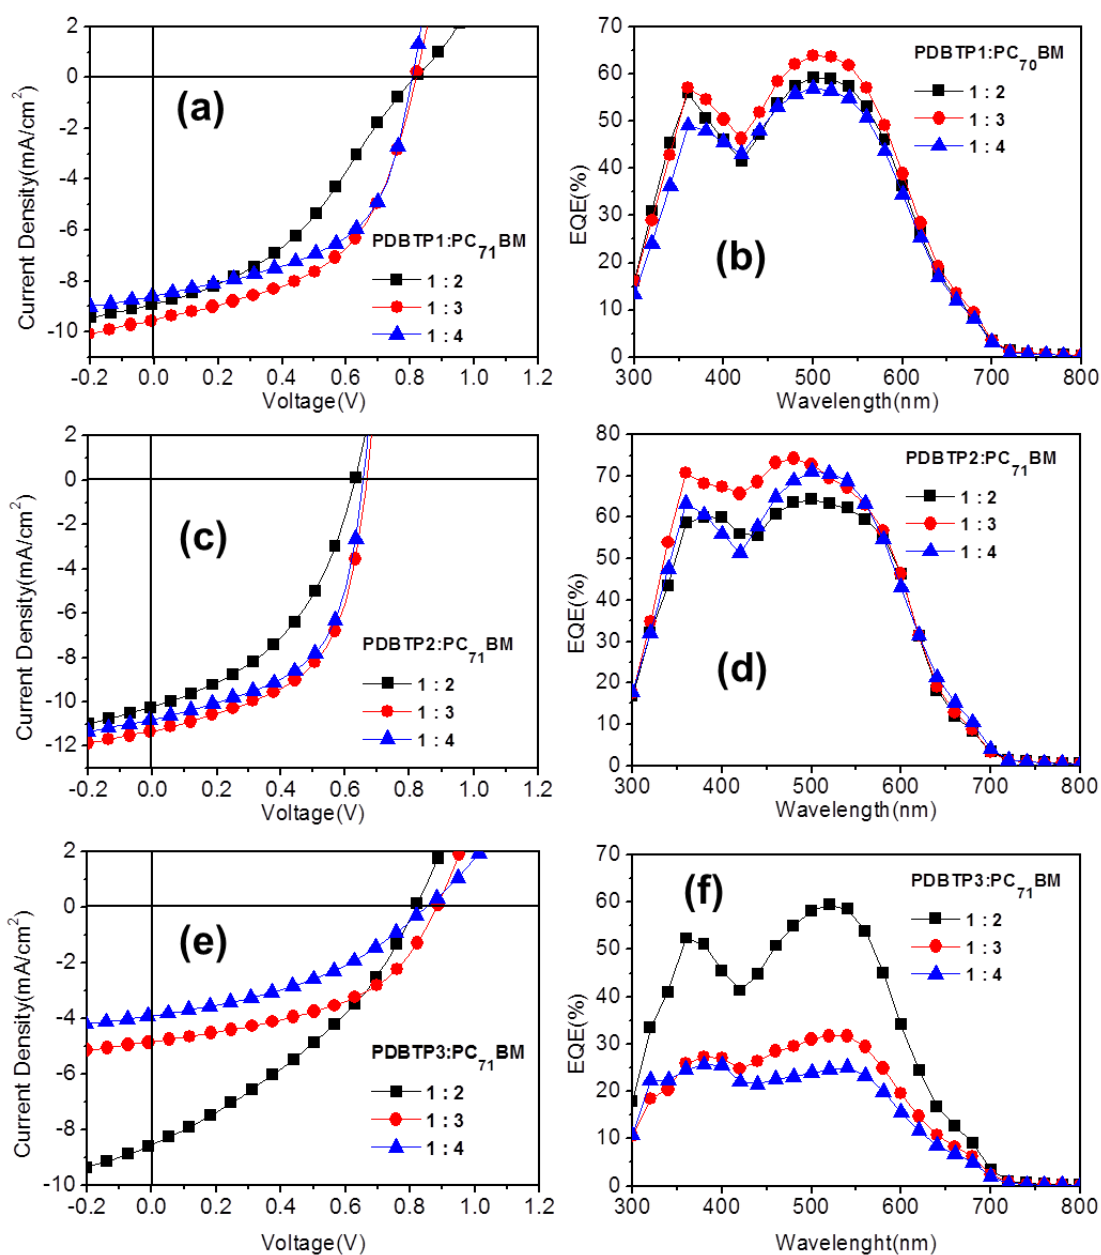 Current Density(mA/cm²)
2
0
-2
-4
-6
-8
-10
(a)
PDBTP1:PC₇₁BM
1 : 2
1 : 3
1 : 4
-0.2 0.0 0.2 0.4 0.6 0.8 1.0 1.2
Voltage(V)
EQE(%)
70
60
50
40
30
20
10
0
PDBTP1:PC₇₀BM
1 : 2
1 : 3
1 : 4
(b)
300 400 500 600 700 800
Wavelength(nm)
Current Density(mA/cm²)
2
0
-2
-4
-6
-8
-10
-12
(c)
PDBTP2:PC₇₁BM
1 : 2
1 : 3
1 : 4
-0.2 0.0 0.2 0.4 0.6 0.8 1.0 1.2
Voltage(V)
EQE(%)
80
70
60
50
40
30
20
10
0
PDBTP2:PC₇₁BM
1 : 2
1 : 3
1 : 4
(d)
300 400 500 600 700 800
Wavelength(nm)
Current Density(mA/cm²)
2
0
-2
-4
-6
-8
-10
(e)
PDBTP3:PC₇₁BM
1 : 2
1 : 3
1 : 4
-0.2 0.0 0.2 0.4 0.6 0.8 1.0 1.2
Voltage(V)
EQE(%)
70
60
50
40
30
20
10
0
(f)
PDBTP3:PC₇₁BM
1 : 2
1 : 3
1 : 4
300 400 500 600 700 800
Wavelength(nm)